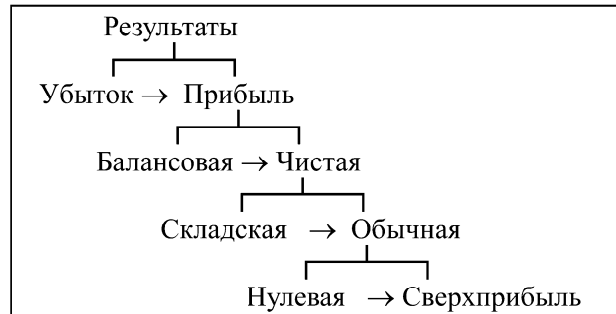 Результаты
Убыток → Прибыль
Балансовая → Чистая
Складская → Обычная
Нулевая → Сверхприбыль